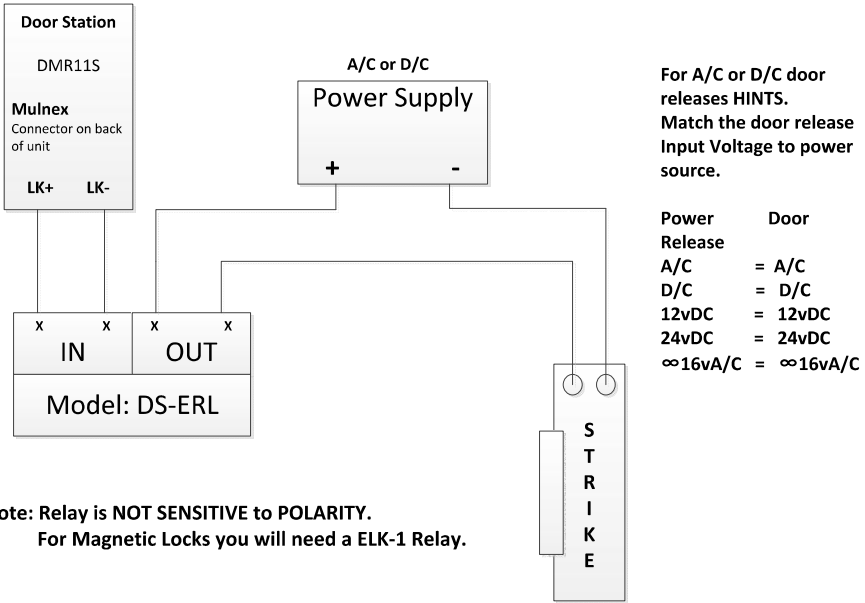 Door Station
DMR11S
Mulnex
Connector on back
of unit
LK+ LK-
A/C or D/C
Power Supply
+ -
For A/C or D/C door
releases HINTS.
Match the door release
Input Voltage to power
source.
Power Door
Release
A/C = A/C
D/C = D/C
12vDC = 12vDC
24vDC = 24vDC
∞16vA/C = ∞16vA/C
X X X X
IN OUT
Model: DS-ERL
S
T
R
I
K
E
ote: Relay is NOT SENSITIVE to POLARITY.
For Magnetic Locks you will need a ELK-1 Relay.